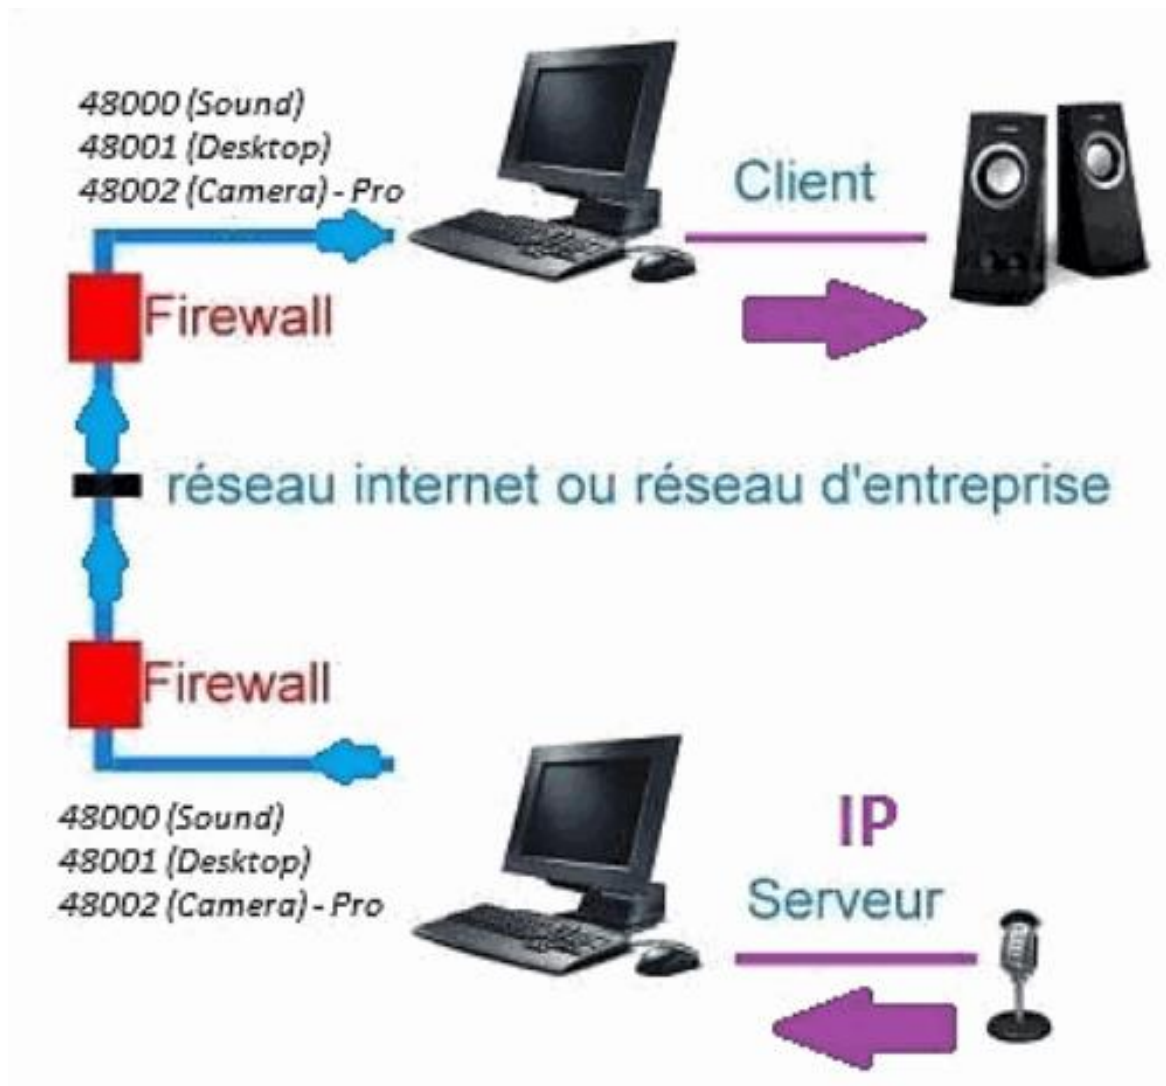 48000 (Sound)
48001 (Desktop)
48002 (Camera) - Pro
Client
Firewall
réseau internet ou réseau d'entreprise
Firewall
48000 (Sound)
48001 (Desktop)
48002 (Camera) - Pro
IP
Serveur